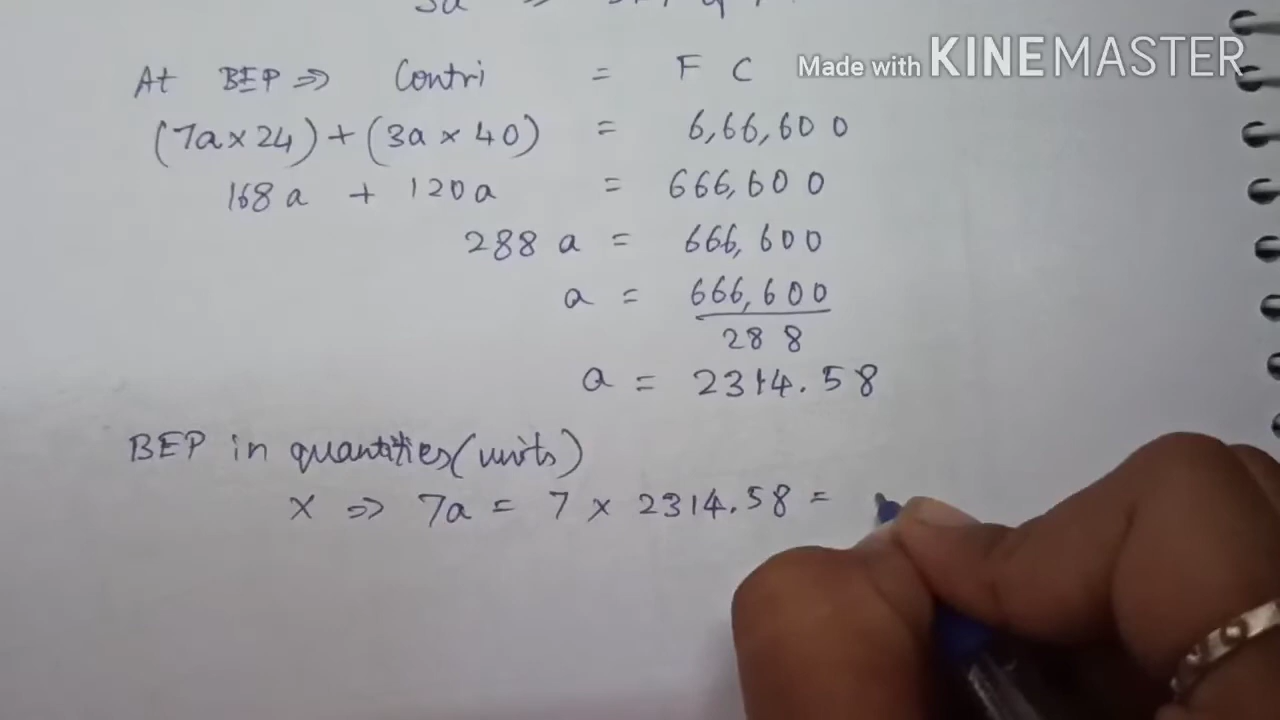 Made with KINEMASTER
At BEP ⇒ Contri = F C
(7a × 24) + (3a × 40) = 6,66,600
168 a + 120 a = 666,600
288 a = 666,600
a = 666,600
288
a = 2314.58
BEP in quantities (units)
x ⇒ 7a = 7 × 2314.58 =